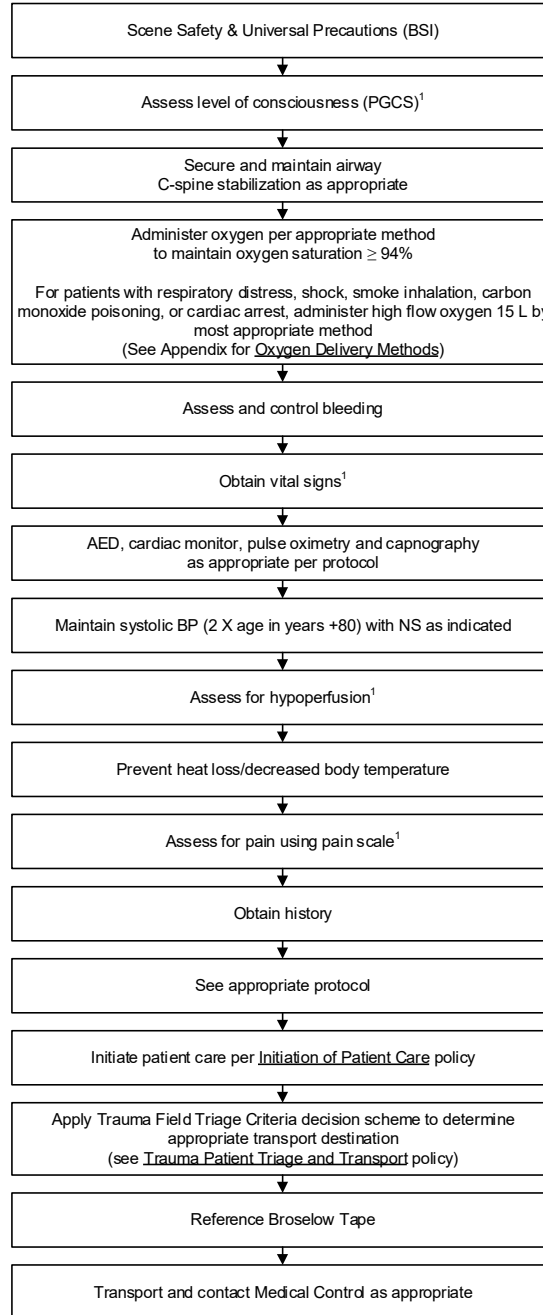 Scene Safety & Universal Precautions (BSI)
Assess level of consciousness (PGCS)¹
Secure and maintain airway
C-spine stabilization as appropriate
Administer oxygen per appropriate method
to maintain oxygen saturation ≥ 94%
For patients with respiratory distress, shock, smoke inhalation, carbon
monoxide poisoning, or cardiac arrest, administer high flow oxygen 15 L by
most appropriate method
(See Appendix for Oxygen Delivery Methods)
Assess and control bleeding
Obtain vital signs¹
AED, cardiac monitor, pulse oximetry and capnography
as appropriate per protocol
Maintain systolic BP (2 X age in years +80) with NS as indicated
Assess for hypoperfusion¹
Prevent heat loss/decreased body temperature
Assess for pain using pain scale¹
Obtain history
See appropriate protocol
Initiate patient care per Initiation of Patient Care policy
Apply Trauma Field Triage Criteria decision scheme to determine
appropriate transport destination
(see Trauma Patient Triage and Transport policy)
Reference Broselow Tape
Transport and contact Medical Control as appropriate